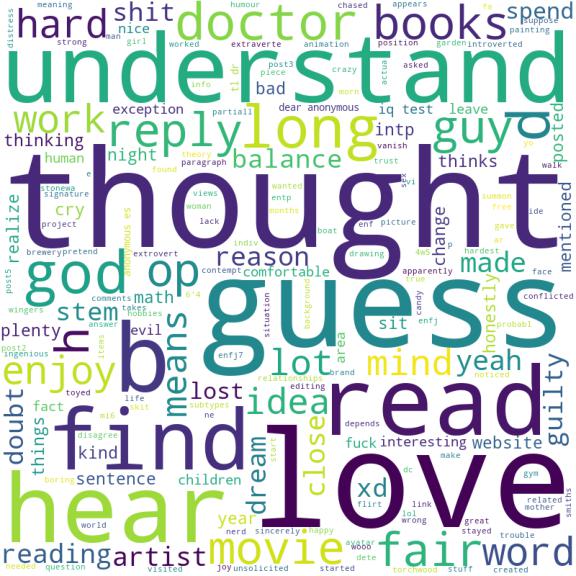 hard
shit
nice
girl
doctor
books
spend
understand
work
reply
long
guy
d
thinking
exception
bad
dear anonymous
iq test
leave
posted
human
night
balance
intp
thinks
mentioned
thought
realize
cry
god
op
reason
comfortable
change
made
honestly
stem
math
means
guess
plenty
h
evil
b
sit
enjoy
lost
lot
idea
mind
yeah
guilty
doubt
fact
things
find
kind
sentence
children
dream
close
read
fuck
interesting
website
hear
love
xd
year
reading
artist
movie
fair
word
meaning
humour
chased
appears
suppose
painting
distress
strong
man
worked
extraverte
animation
position
garden
introverted
info
tl dr
post3
piece
crazy
asked
actual
morn
partiall
paragraph
theory
found
vanish
trust
walk
signature
project
views
woman
lack
wanted
entp
months
enf
picture
boat
drawing
summon
free
gave
hardest
face
conflicted
apparently
true
candy
enfj
probabl
brewerypretend
extrovert
indiv
contempt
post5
wingers
comments
takes
hobbies
answer
6'4
4w5
situation
background
area
post2
ingenious
items
enfj7
relationships
brand
noticed
toyed
life
skit
subtypes
ne
editing
depends
disagree
mi6
boring
start
make
dc
gym
world
flirt
link
lol
wrong
great
stayed
related
mother
smiths
nerd
sincerely
happy
avatar
wooo
dete
trouble
needed
question
visited
joy
unsolicited
started
torchwood
stuff
created